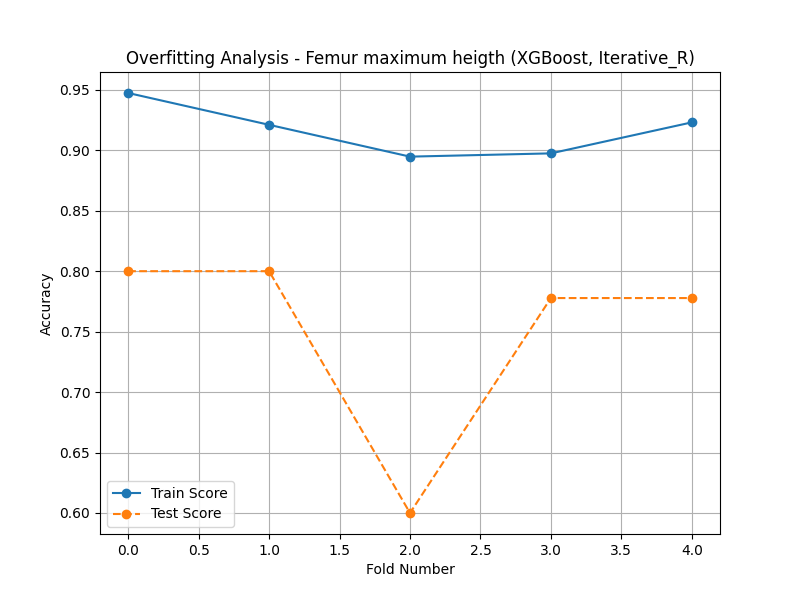 Overfitting Analysis - Femur maximum heigth (XGBoost, Iterative_R)
Accuracy
0.95
0.90
0.85
0.80
0.75
0.70
0.65
0.60
Train Score
Test Score
0.0 0.5 1.0 1.5 2.0 2.5 3.0 3.5 4.0
Fold Number